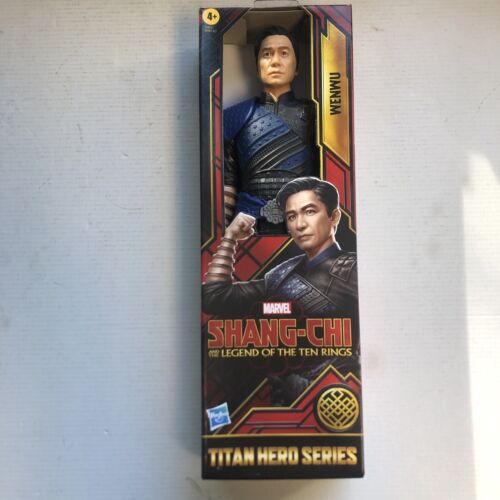 4+
WENWU
MARVEL
SHANG-CHI
AND THE LEGEND OF THE TEN RINGS
Hasbro
TITAN HERO SERIES